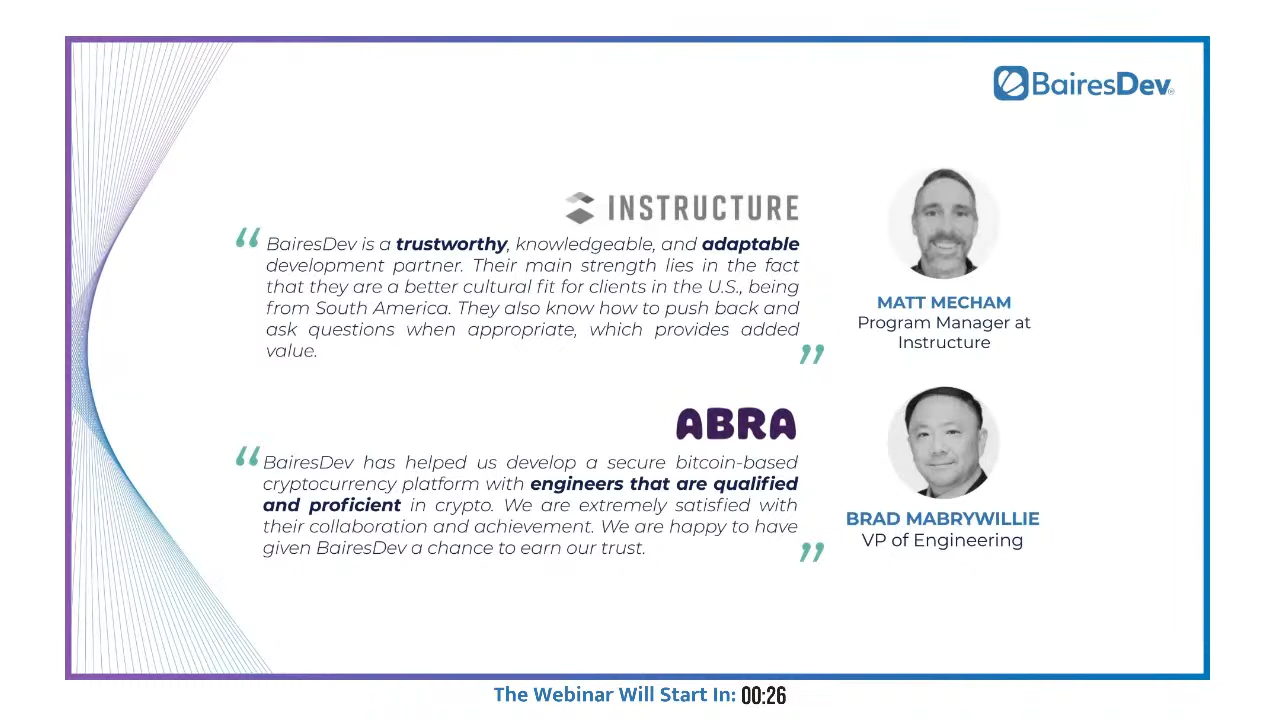 BairesDev
INSTRUCTURE
“ BairesDev is a trustworthy, knowledgeable, and adaptable
development partner. Their main strength lies in the fact
that they are a better cultural fit for clients in the U.S., being
from South America. They also know how to push back and
ask questions when appropriate, which provides added
value. ”
MATT MECHAM
Program Manager at
Instructure
ABRA
“ BairesDev has helped us develop a secure bitcoin-based
cryptocurrency platform with engineers that are qualified
and proficient in crypto. We are extremely satisfied with
their collaboration and achievement. We are happy to have
given BairesDev a chance to earn our trust. ”
BRAD MABRYWILLIE
VP of Engineering
The Webinar Will Start In: 00:26